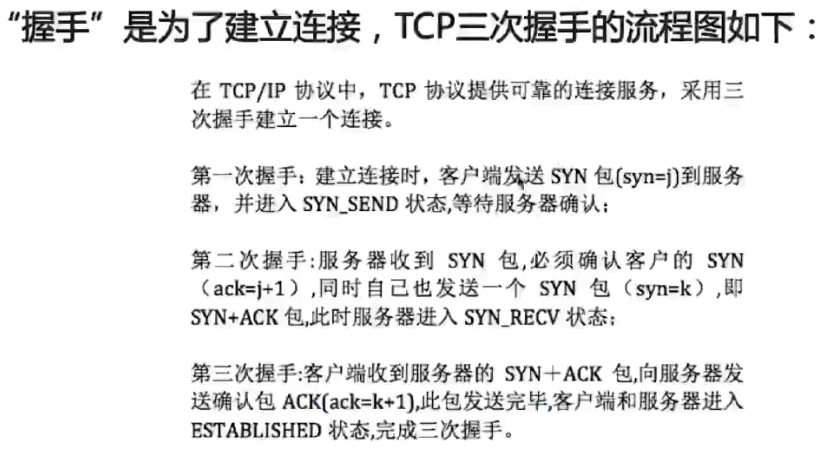 “握手”是为了建立连接，TCP三次握手的流程图如下：
在 TCP/IP 协议中，TCP 协议提供可靠的连接服务，采用三
次握手建立一个连接。
第一次握手：建立连接时，客户端发送 SYN 包(syn=j)到服务
器，并进入 SYN_SEND 状态,等待服务器确认；
第二次握手:服务器收到 SYN 包,必须确认客户的 SYN
（ack=j+1）,同时自己也发送一个 SYN 包（syn=k）,即
SYN+ACK 包,此时服务器进入 SYN_RECV 状态；
第三次握手:客户端收到服务器的 SYN＋ACK 包,向服务器发
送确认包 ACK(ack=k+1),此包发送完毕,客户端和服务器进入
ESTABLISHED 状态,完成三次握手。